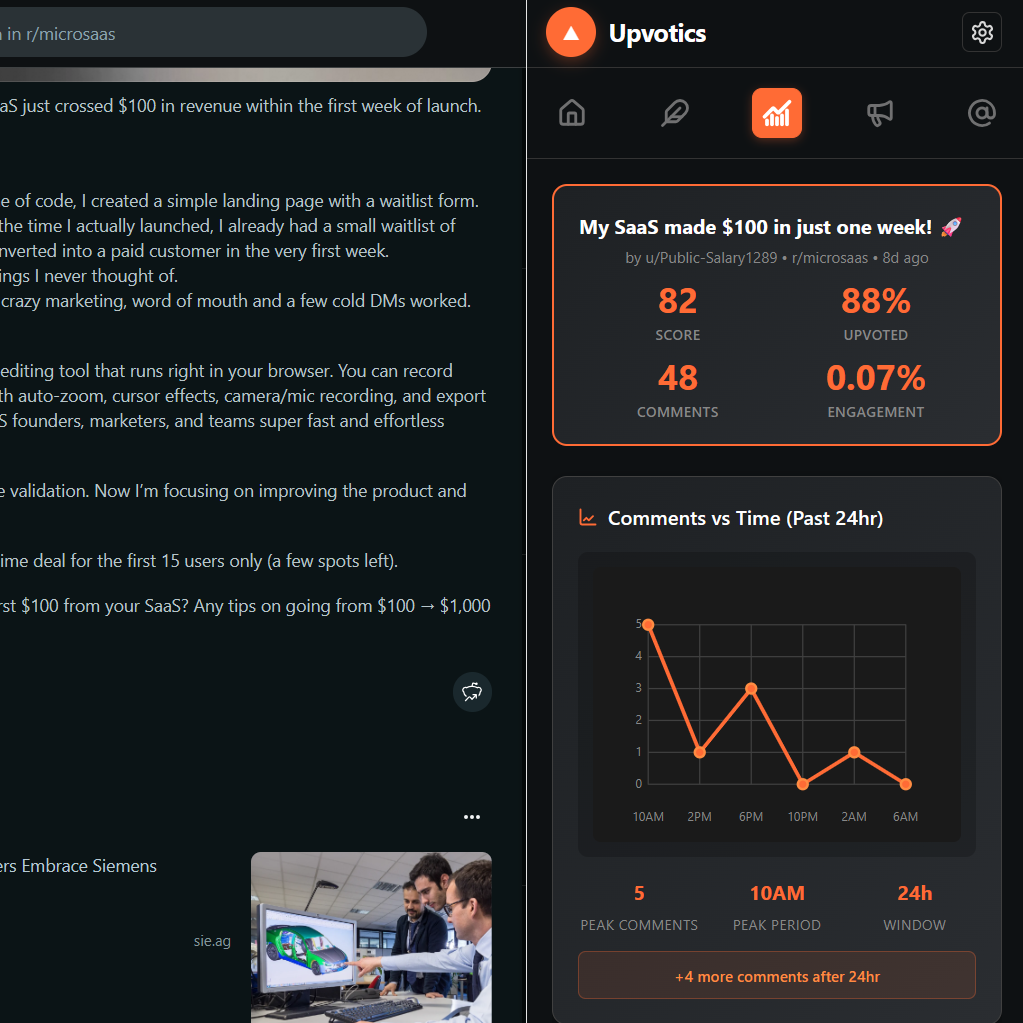 in r/microsaas
aS just crossed $100 in revenue within the first week of launch.
e of code, I created a simple landing page with a waitlist form.
the time I actually launched, I already had a small waitlist of
nverted into a paid customer in the very first week.
ings I never thought of.
crazy marketing, word of mouth and a few cold DMs worked.
editing tool that runs right in your browser. You can record
th auto-zoom, cursor effects, camera/mic recording, and export
S founders, marketers, and teams super fast and effortless
e validation. Now I'm focusing on improving the product and
ime deal for the first 15 users only (a few spots left).
rst $100 from your SaaS? Any tips on going from $100 → $1,000
ers Embrace Siemens
sie.ag
Upvotics
My SaaS made $100 in just one week! 🚀
by u/Public-Salary1289 • r/microsaas • 8d ago
82 88%
SCORE UPVOTED
48 0.07%
COMMENTS ENGAGEMENT
Comments vs Time (Past 24hr)
5
4
3
2
1
0
10AM 2PM 6PM 10PM 2AM 6AM
5 10AM 24h
PEAK COMMENTS PEAK PERIOD WINDOW
+4 more comments after 24hr